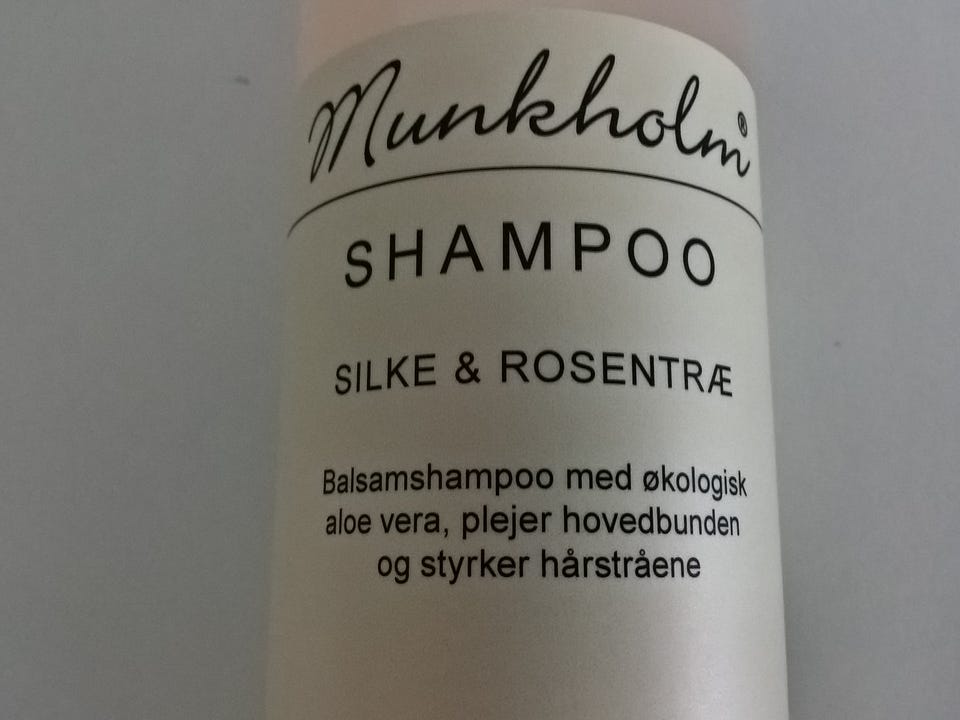 Munkholm®
SHAMPOO
SILKE & ROSENTRÆ
Balsamshampoo med økologisk
aloe vera, plejer hovedbunden
og styrker hårstråene